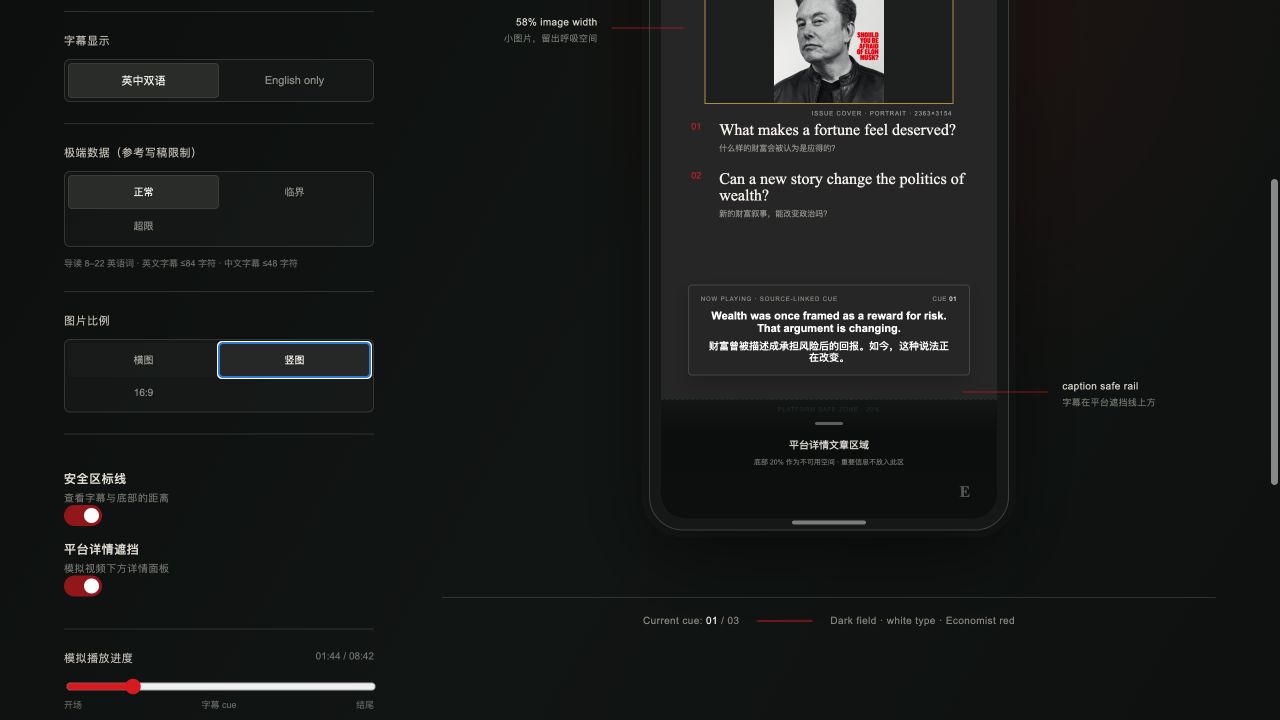 字幕显示
英中双语
English only
极端数据（参考写稿限制）
正常
临界
超限
导读 8–22 英语词 · 英文字幕 ≤84 字符 · 中文字幕 ≤48 字符
图片比例
横图
竖图
16:9
安全区标线
查看字幕与底部的距离
平台详情遮挡
模拟视频下方详情面板
模拟播放进度
01:44 / 08:42
开场
字幕 cue
结尾
58% image width
小图片，留出呼吸空间
SHOULD
YOU BE
AFRAID
OF ELON
MUSK?
ISSUE COVER · PORTRAIT · 2363×3154
01
What makes a fortune feel deserved?
什么样的财富会被认为是应得的?
02
Can a new story change the politics of
wealth?
新的财富叙事，能改变政治吗?
NOW PLAYING · SOURCE-LINKED CUE
CUE 01
Wealth was once framed as a reward for risk.
That argument is changing.
财富曾被描述成承担风险后的回报。如今，这种说法正
在改变。
caption safe rail
字幕在平台遮挡线上方
PLATFORM SAFE ZONE · 20%
平台详情文章区域
底部 20% 作为不可用空间 · 重要信息不放入此区
E
Current cue: 01 / 03
Dark field · white type · Economist red